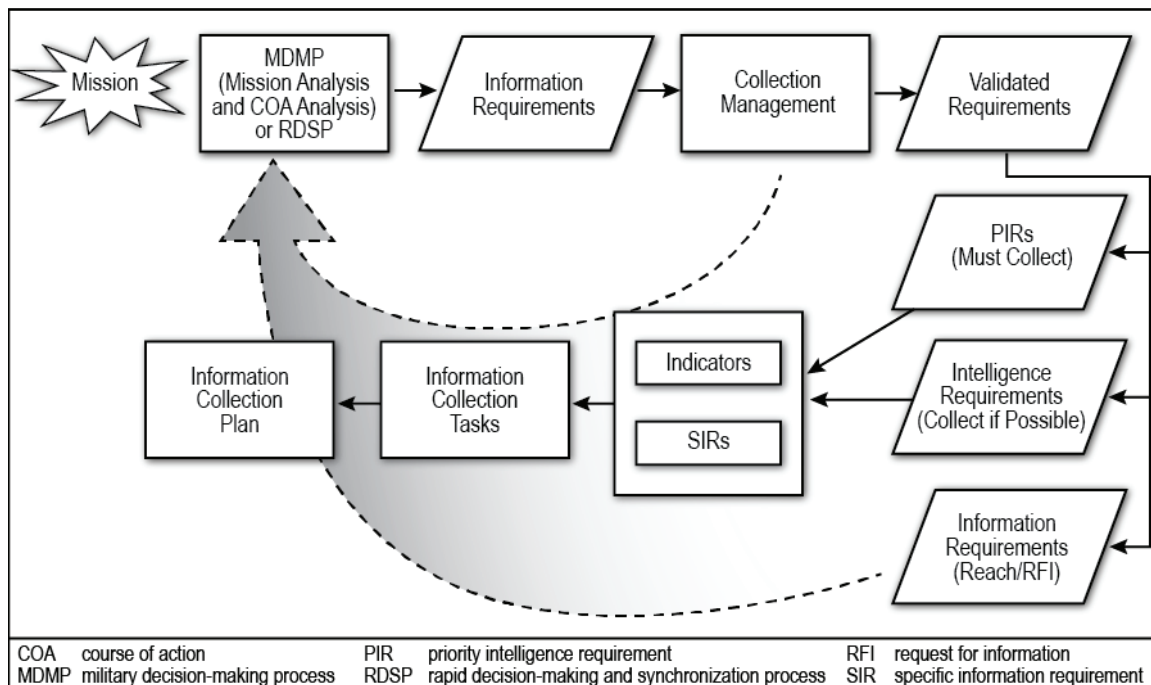 Mission
MDMP
(Mission Analysis
and COA Analysis)
or RDSP
Information
Requirements
Collection
Management
Validated
Requirements
PIRs
(Must Collect)
Indicators
SIRs
Intelligence
Requirements
(Collect if Possible)
Information
Collection
Plan
Information
Collection
Tasks
Information
Requirements
(Reach/RFI)
COA course of action
MDMP military decision-making process
PIR priority intelligence requirement
RDSP rapid decision-making and synchronization process
RFI request for information
SIR specific information requirement